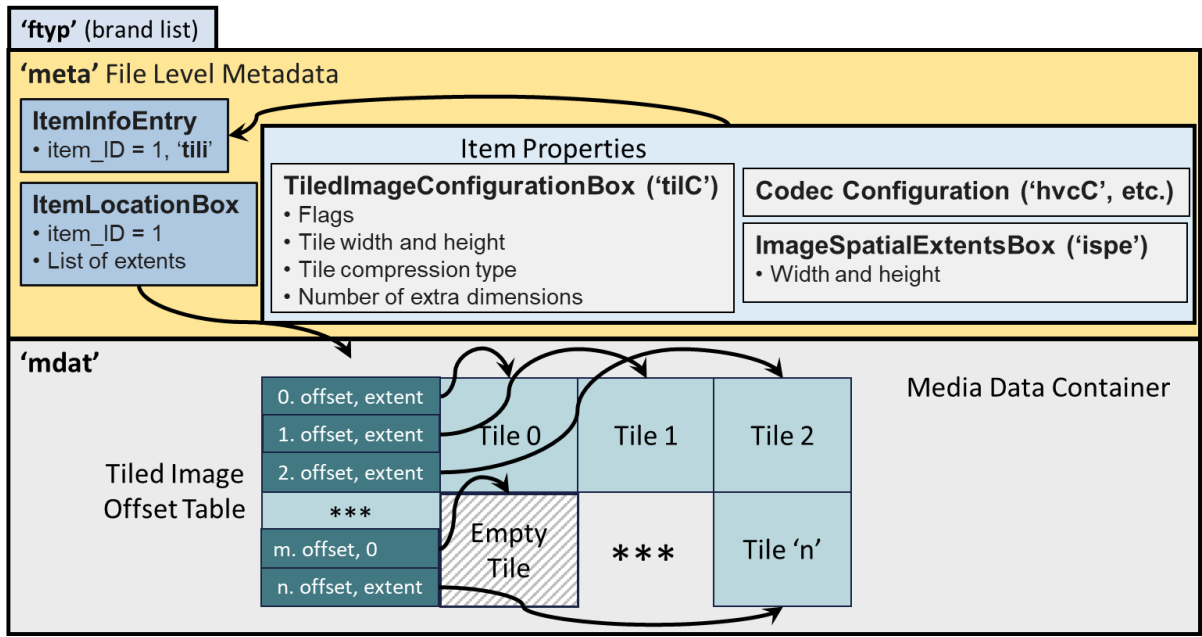 ‘ftyp’ (brand list)
‘meta’ File Level Metadata
ItemInfoEntry
• item_ID = 1, ‘tili’
ItemLocationBox
• item_ID = 1
• List of extents
Item Properties
TiledImageConfigurationBox (‘tilC’)
• Flags
• Tile width and height
• Tile compression type
• Number of extra dimensions
Codec Configuration (‘hvcC’, etc.)
ImageSpatialExtentsBox (‘ispe’)
• Width and height
‘mdat’
Media Data Container
Tiled Image
Offset Table
0. offset, extent
1. offset, extent
2. offset, extent
***
m. offset, 0
n. offset, extent
Tile 0
Tile 1
Tile 2
Empty
Tile
***
Tile ‘n’